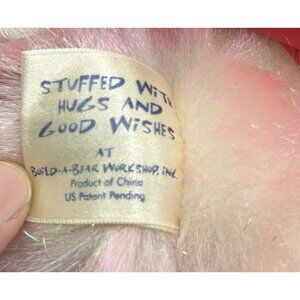 STUFFED WITH
HUGS AND
GOOD WISHES
AT
BUILD-A-BEAR WORKSHOP, INC.
Product of China
US Patent Pending